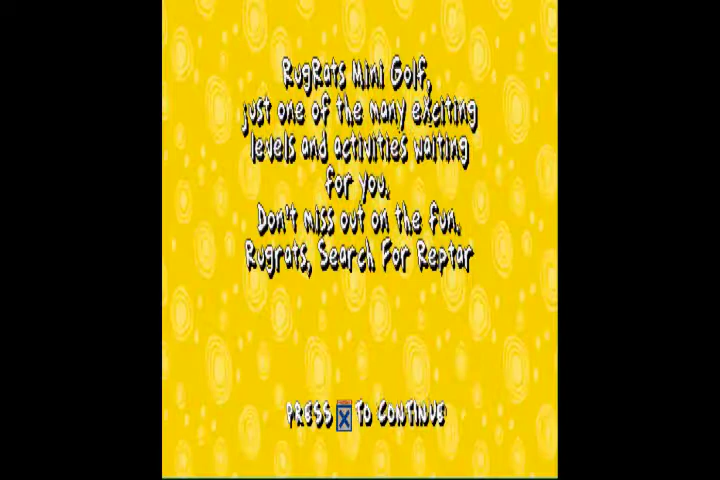 RugRats Mini Golf,
just one of the many exciting
levels and activities waiting
for you.
Don't miss out on the fun.
Rugrats, Search For Reptar
PRESS X TO CONTINUE